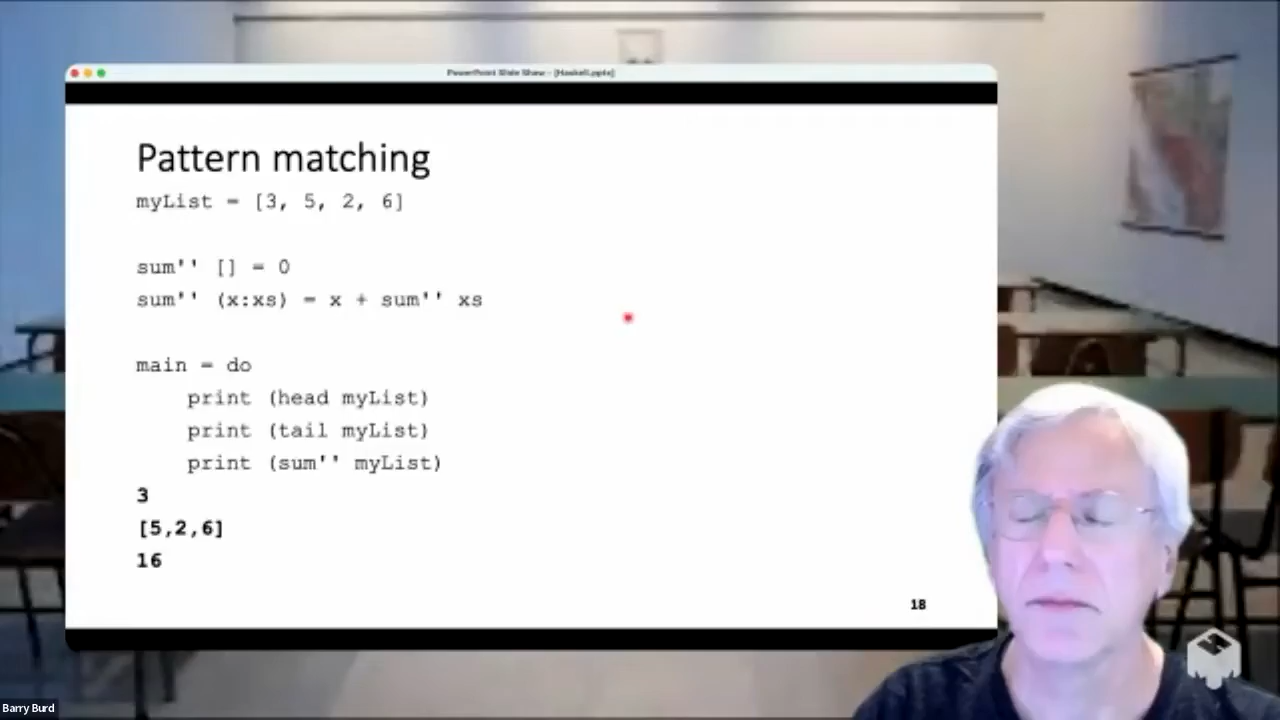 PowerPoint Slide Show - [Haskell.pptx]
Pattern matching
myList = [3, 5, 2, 6]
sum'' [] = 0
sum'' (x:xs) = x + sum'' xs
main = do
print (head myList)
print (tail myList)
print (sum'' myList)
3
[5,2,6]
16
18
Barry Burd